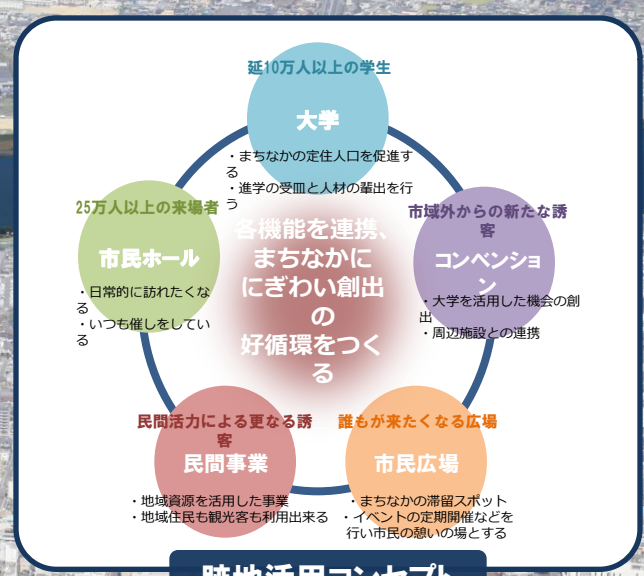 延10万人以上の学生
大学
・まちなかの定住人口を促進す
る
・進学の受皿と人材の輩出を行
う
25万人以上の来場者
市民ホール
・日常的に訪れたくな
る
・いつも催しをしてい
る
市域外からの新たな誘
客
コンベンショ
ン
・大学を活用した機会の創
出
・周辺施設との連携
各機能を連携、
まちなかに
にぎわい創出
の
好循環をつく
る
民間活力による更なる誘
客
民間事業
・地域資源を活用した事業
・地域住民も観光客も利用出来る
誰もが来たくなる広場
市民広場
・まちなかの滞留スポット
・イベントの定期開催などを
行い市民の憩いの場とする
跡地活用コンセプト